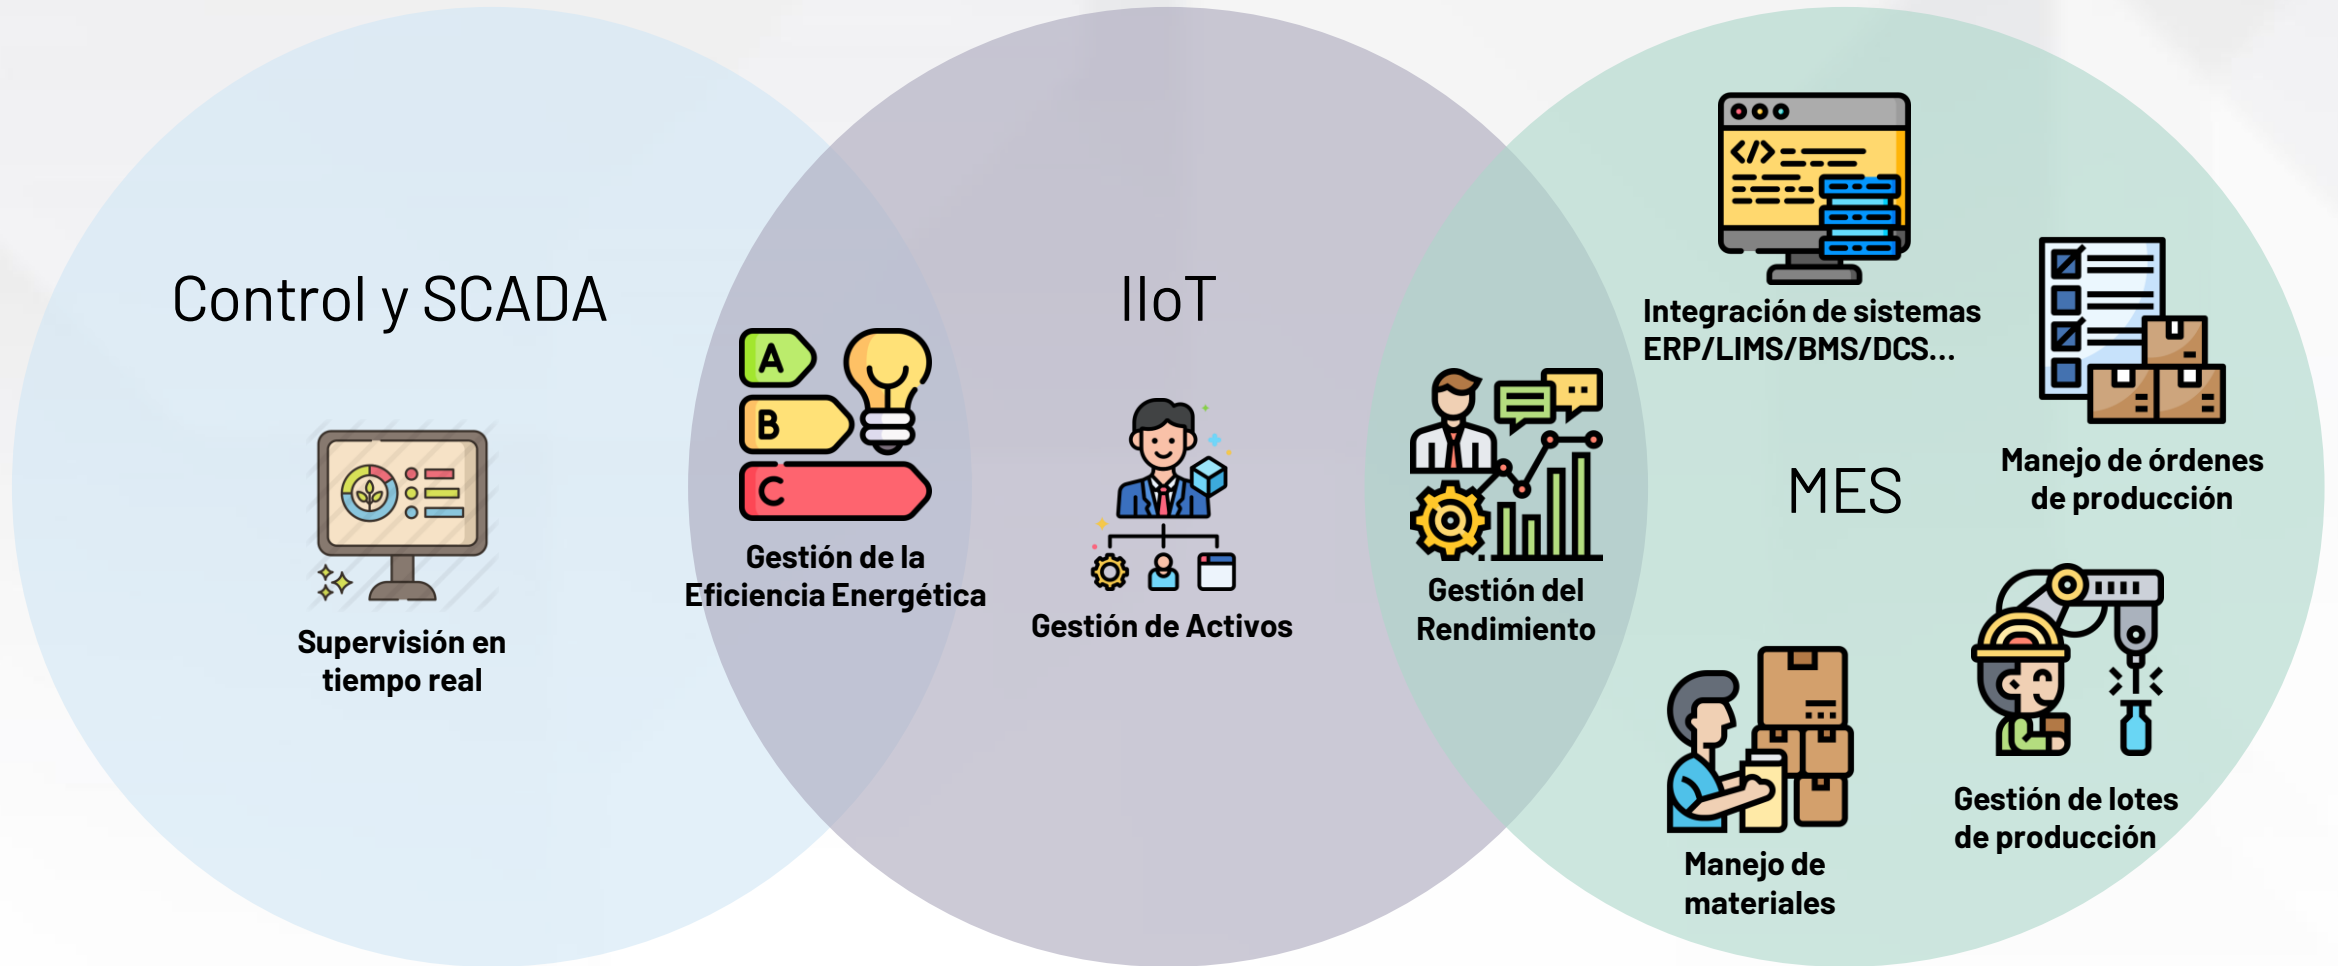 Control y SCADA
Supervisión en
tiempo real
A
B
C
Gestión de la
Eficiencia Energética
IIoT
Gestión de Activos
Gestión del
Rendimiento
</>
Integración de sistemas
ERP/LIMS/BMS/DCS...
MES
Manejo de órdenes
de producción
Gestión de lotes
de producción
Manejo de
materiales